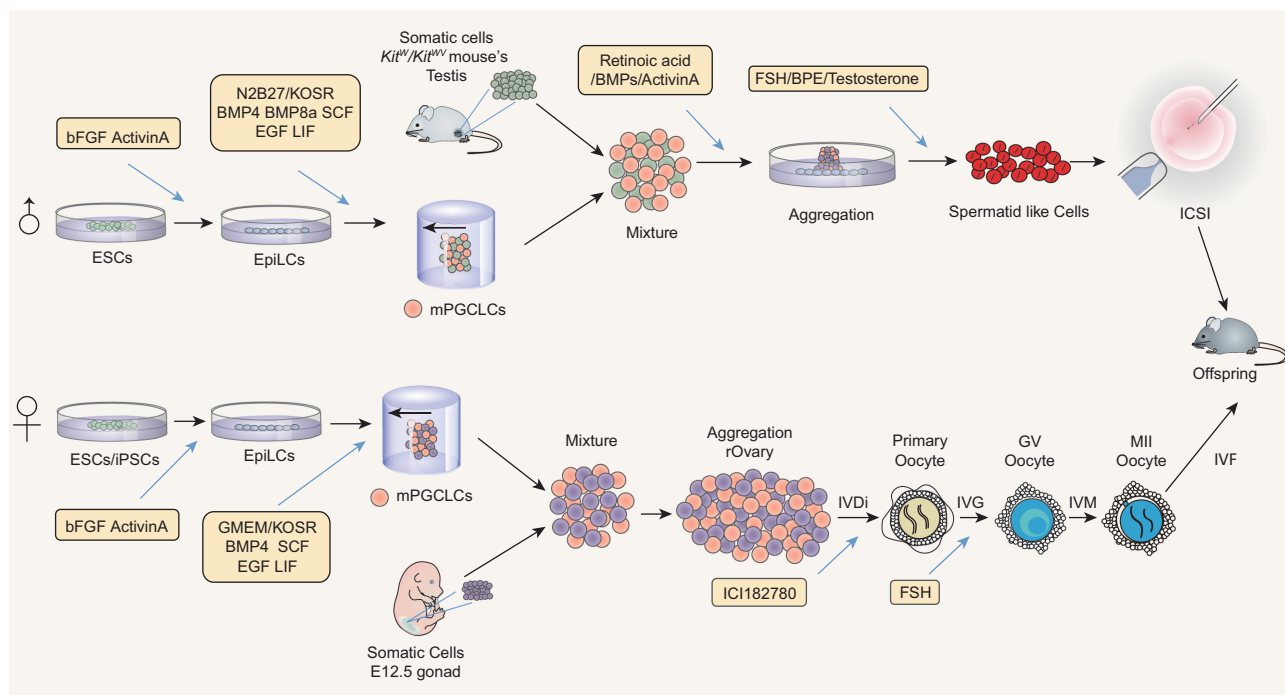 Somatic cells
Kitᵂ/Kitᵂⱽ mouse's
Testis
N2B27/KOSR
BMP4 BMP8a SCF
EGF LIF
bFGF ActivinA
Retinoic acid
/BMPs/ActivinA
FSH/BPE/Testosterone
ESCs
EpiLCs
mPGCLCs
Mixture
Aggregation
Spermatid like Cells
ICSI
Offspring
ESCs/iPSCs
EpiLCs
mPGCLCs
bFGF ActivinA
GMEM/KOSR
BMP4 SCF
EGF LIF
Somatic Cells
E12.5 gonad
Mixture
Aggregation
rOvary
IVDi
ICI182780
Primary
Oocyte
IVG
FSH
GV
Oocyte
IVM
MII
Oocyte
IVF